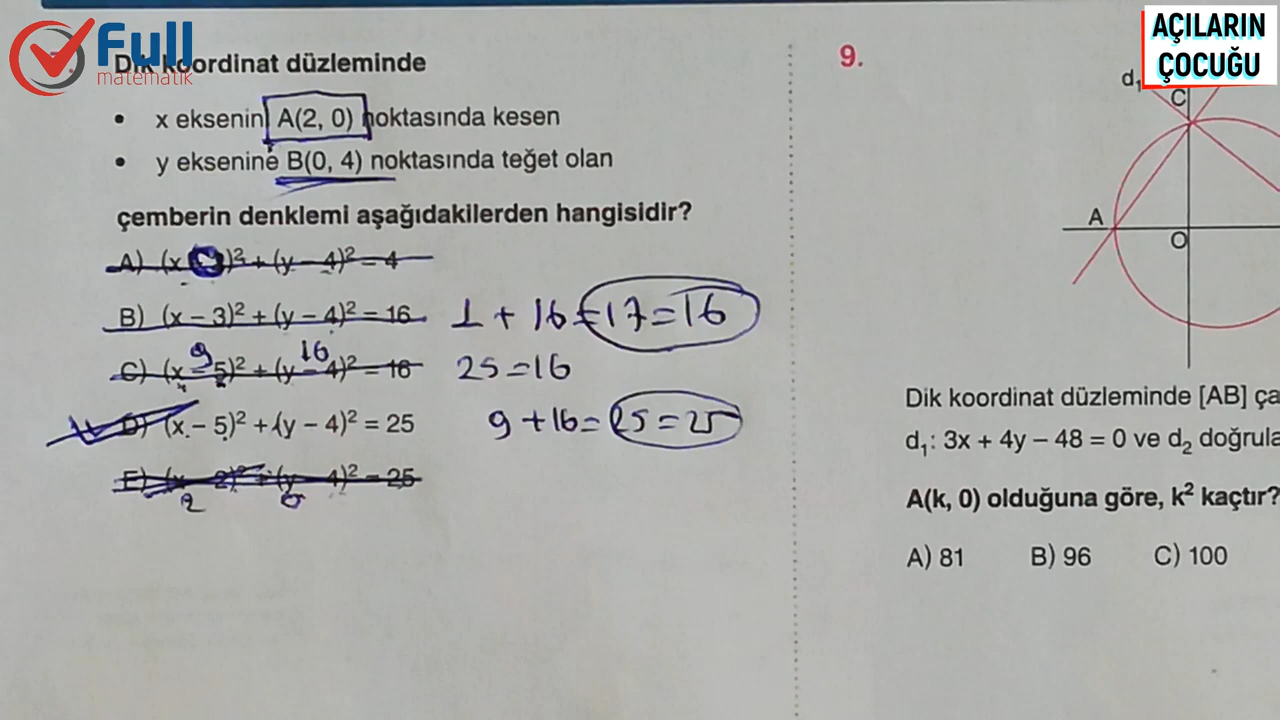 Full
matematik
Dik koordinat düzleminde
• x eksenini A(2, 0) noktasında kesen
• y eksenine B(0, 4) noktasında teğet olan
çemberin denklemi aşağıdakilerden hangisidir?
A) (x )² + (y – 4)² = 4
B) (x – 3)² + (y – 4)² = 16 1 + 16 = 17 = 16
9 16
C) (x – 5)² + (y – 4)² = 16 25 = 16
D) (x – 5)² + (y – 4)² = 25 9 + 16 = 25 = 25
E) (x – 2)² + (y – 4)² = 25
2 0
AÇILARIN
ÇOCUĞU
9.
d₁
C
A
O
Dik koordinat düzleminde [AB] ça
d₁: 3x + 4y – 48 = 0 ve d₂ doğrula
A(k, 0) olduğuna göre, k² kaçtır?
A) 81 B) 96 C) 100